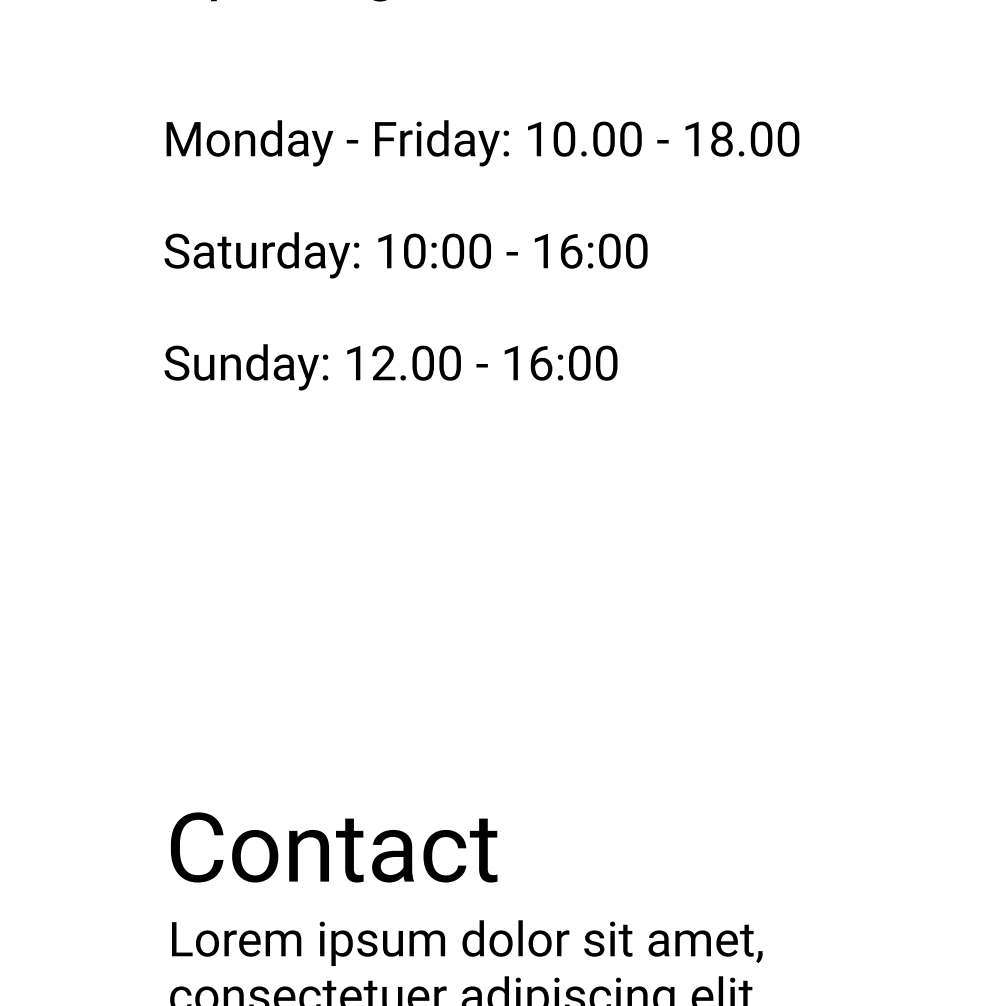 Monday - Friday: 10.00 - 18.00
Saturday: 10:00 - 16:00
Sunday: 12.00 - 16:00
Contact
Lorem ipsum dolor sit amet,
consectetuer adipiscing elit